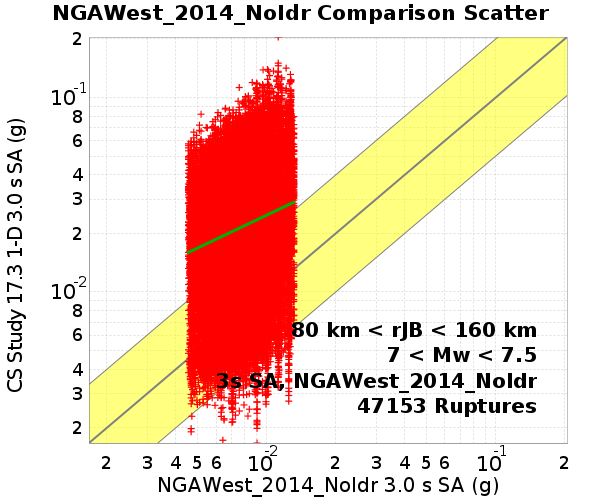 NGAWest_2014_NoIdr Comparison Scatter
CS Study 17.3 1-D 3.0 s SA (g)
2
10^-1
8
6
4
3
2
10^-2
8
6
4
3
2
80 km < rJB < 160 km
7 < Mw < 7.5
3s SA, NGAWest_2014_NoIdr
47153 Ruptures
2 3 4 5 6 10^-2 2 3 4 5 6 10^-1 2
NGAWest_2014_NoIdr 3.0 s SA (g)